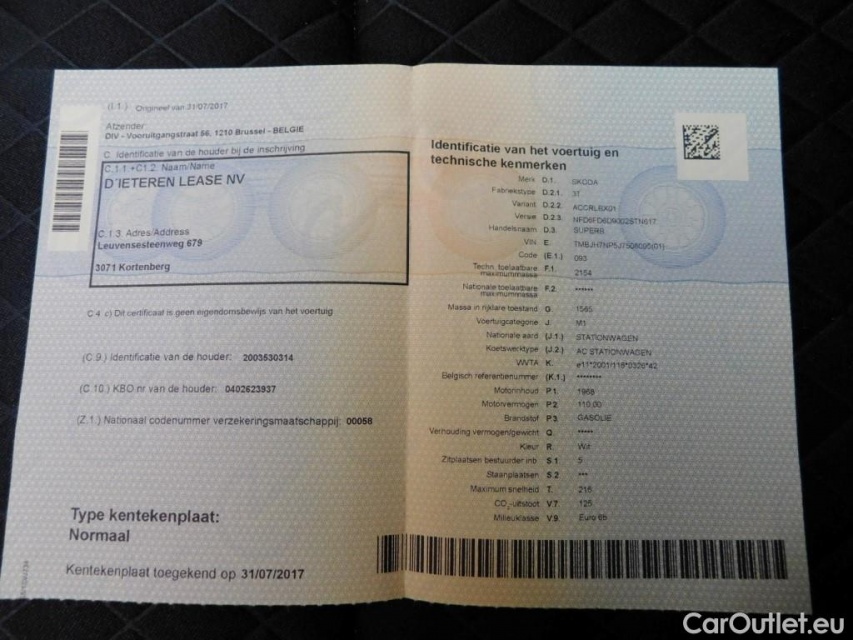 (I.1.) Origineel van 31/07/2017
Afzender
DIV - Vooruitgangstraat 56, 1210 Brussel - BELGIE
C. Identificatie van de houder bij de inschrijving
C.1.1.+C1.2. Naam/Name
D'IETEREN LEASE NV
C.1.3. Adres/Address
Leuvensesteenweg 679
3071 Kortenberg
C.4. c) Dit certificaat is geen eigendomsbewijs van het voertuig
(C.9.) Identificatie van de houder: 2003530314
(C.10.) KBO nr van de houder: 0402623937
(Z.1.) Nationaal codenummer verzekeringsmaatschappij: 00058
Type kentekenplaat:
Normaal
Kentekenplaat toegekend op 31/07/2017
Identificatie van het voertuig en
technische kenmerken
Merk D.1. SKODA
Fabriekstype D.2.1. 3T
Variant D.2.2. ACCRLBX01
Versie D.2.3.
Handelsnaam D.3. SUPERB
VIN E.
Code (E.1.) 093
Techn. toelaatbare
maximummassa F.1. 2154
Nationale toelaatbare
maximummassa F.2. ******
Massa in rijklare toestand G. 1565
Voertuigcategorie J. M1
Nationale aard (J.1.) STATIONWAGEN
Koetswerktype (J.2.) AC STATIONWAGEN
WVTA K. e11*2001/116*0326*42
Belgisch referentienummer (K.1.) ********
Motorinhoud P.1. 1968
Motorvermogen P.2. 110.00
Brandstof P.3. GASOLIE
Verhouding vermogen/gewicht Q. *****
Kleur R. Wit
Zitplaatsen bestuurder inb. S.1. 5
Staanplaatsen S.2. ***
Maximum snelheid T. 216
CO2-uitstoot V.7. 125
Milieuklasse V.9. Euro 6b
CarOutlet.eu